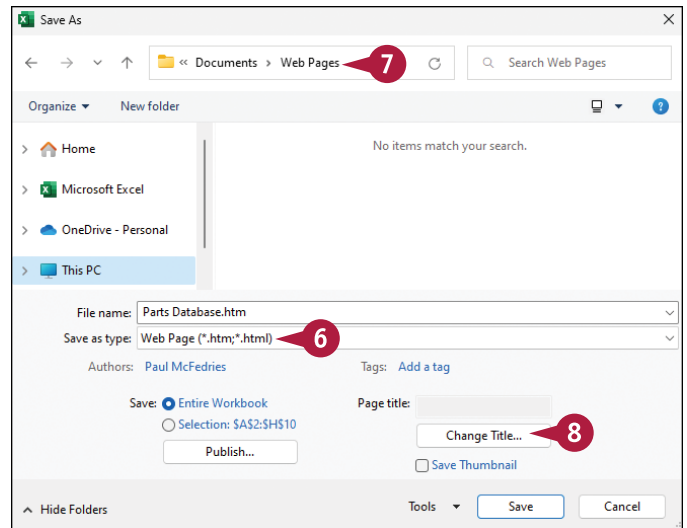 Save As
« Documents > Web Pages
7
Search Web Pages
Organize
New folder
Home
No items match your search.
Microsoft Excel
OneDrive - Personal
This PC
File name: Parts Database.htm
Save as type: Web Page (*.htm;*.html)
6
Authors: Paul McFedries
Tags: Add a tag
Save: Entire Workbook
Page title:
Selection: $A$2:$H$10
Change Title...
8
Publish...
Save Thumbnail
Hide Folders
Tools
Save
Cancel